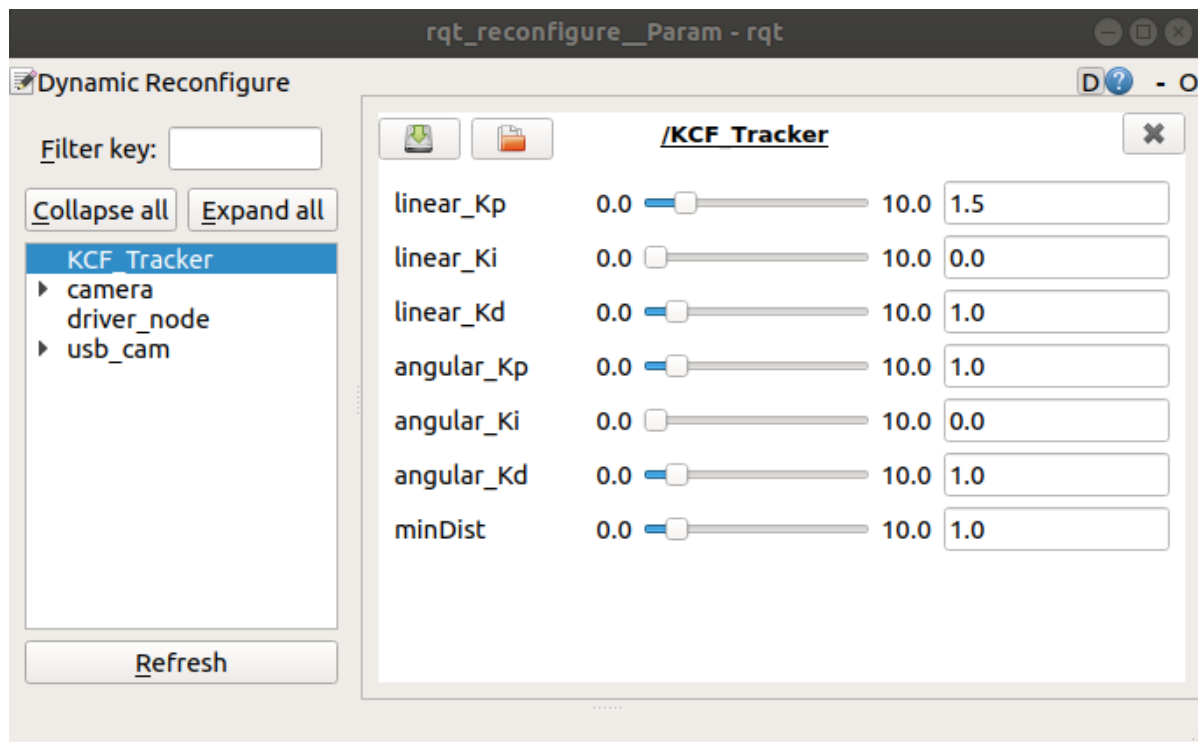 rqt_reconfigure__Param - rqt
Dynamic Reconfigure D ? - O
Filter key:
Collapse all Expand all
KCF_Tracker
camera
driver_node
usb_cam
Refresh
/KCF_Tracker
linear_Kp 0.0 10.0 1.5
linear_Ki 0.0 10.0 0.0
linear_Kd 0.0 10.0 1.0
angular_Kp 0.0 10.0 1.0
angular_Ki 0.0 10.0 0.0
angular_Kd 0.0 10.0 1.0
minDist 0.0 10.0 1.0